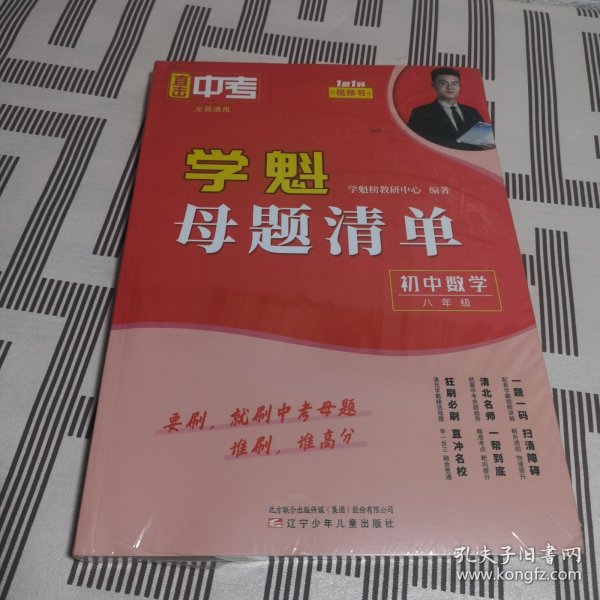 直击中考
全国通用
1题1码
视频书
学魁榜教研中心 编著
学魁
母题清单
初中数学
八年级
一题一码 扫清障碍
清北名师 一帮到底
狂刷必刷 直冲名校
要刷，就刷中考母题
谁刷，谁高分
北方联合出版传媒（集团）股份有限公司
辽宁少年儿童出版社
孔夫子旧书网
www.kongfz.com